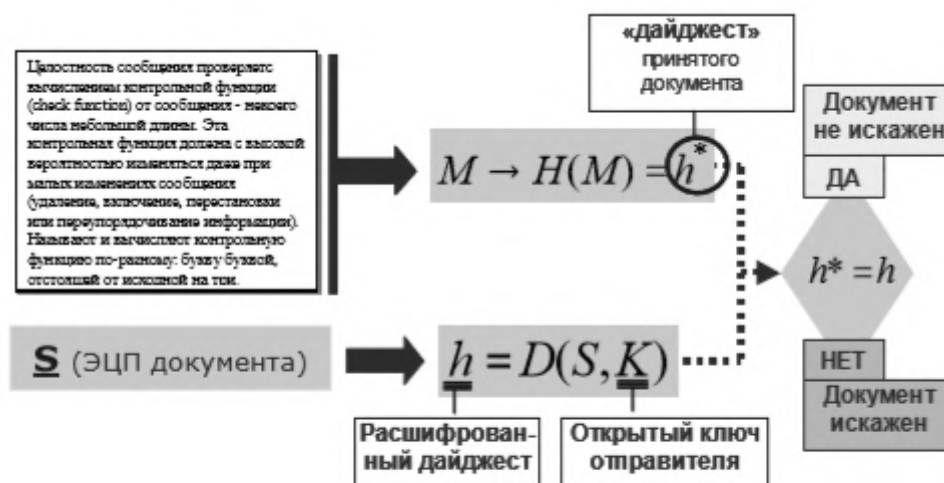 Целостность сообщения проверяетс
вычислением контрольной функции
(check function) от сообщения - некоего
числа небольшой длины. Эта
контрольная функция должна с высокой
вероятностью изменяться даже при
малых изменениях сообщения
(удаление, включение, перестановки
или переупорядочивание информации).
Называют и вычисляют контрольную
функцию по-разному: букву буквой,
отстоящей от исходной на три.
«дайджест»
принятого
документа
M → H(M) = h*
Документ
не искажен
ДА
h* = h
НЕТ
Документ
искажен
S (ЭЦП документа)
h = D(S, K)
Расшифрован-
ный дайджест
Открытый ключ
отправителя